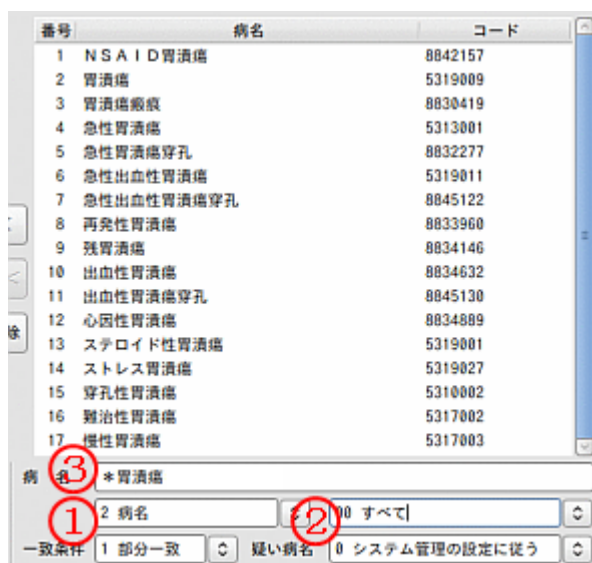 番号 病名 コード
1 NSAID胃潰瘍 8842157
2 胃潰瘍 5319009
3 胃潰瘍瘢痕 8830419
4 急性胃潰瘍 5313001
5 急性胃潰瘍穿孔 8832277
6 急性出血性胃潰瘍 5319011
7 急性出血性胃潰瘍穿孔 8845122
8 再発性胃潰瘍 8833960
9 残胃潰瘍 8834146
10 出血性胃潰瘍 8834632
11 出血性胃潰瘍穿孔 8845130
12 心因性胃潰瘍 8834889
13 ステロイド性胃潰瘍 5319001
14 ストレス胃潰瘍 5319027
15 穿孔性胃潰瘍 5310002
16 難治性胃潰瘍 5317002
17 慢性胃潰瘍 5317003
除
病 名 ③ *胃潰瘍
① 2 病名 ② 00 すべて
一致条件 1 部分一致 疑い病名 0 システム管理の設定に従う